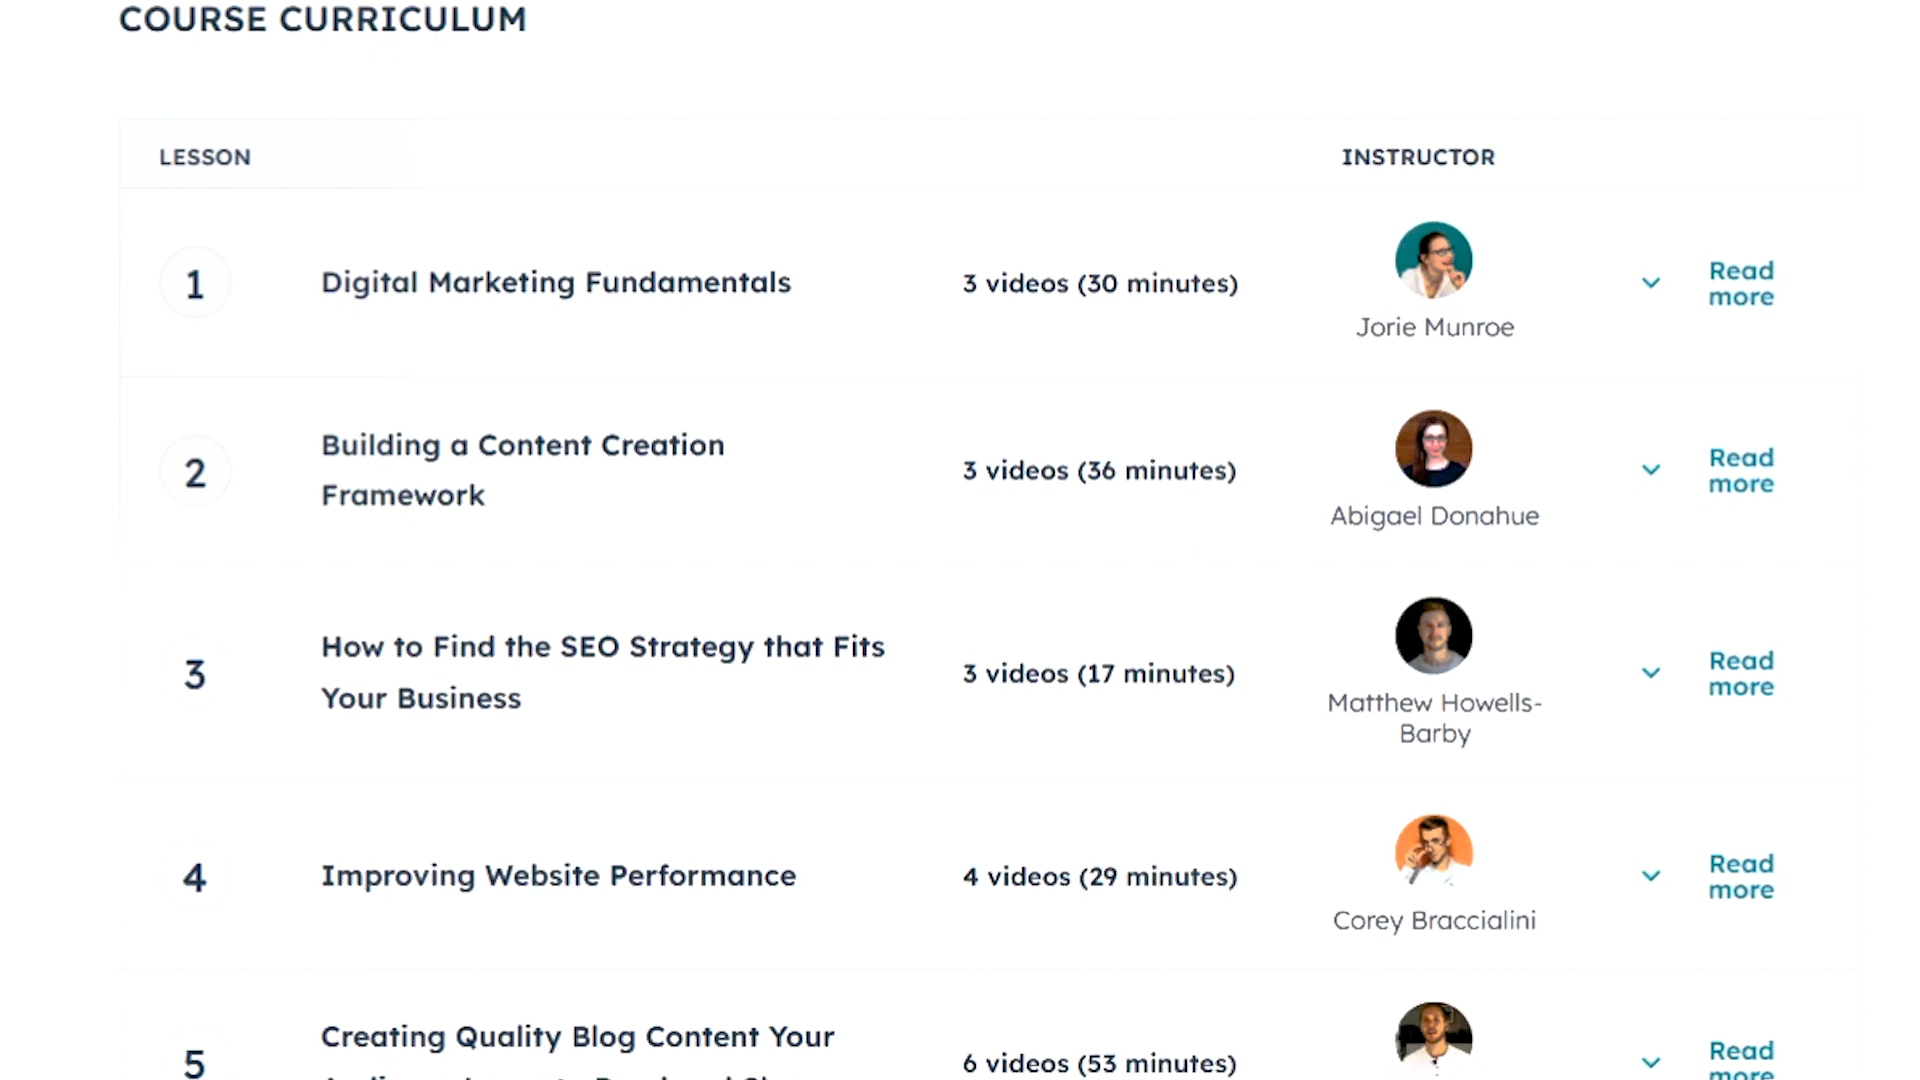 COURSE CURRICULUM
LESSON
INSTRUCTOR
1
Digital Marketing Fundamentals
3 videos (30 minutes)
Jorie Munroe
Read
more
2
Building a Content Creation
Framework
3 videos (36 minutes)
Abigael Donahue
Read
more
3
How to Find the SEO Strategy that Fits
Your Business
3 videos (17 minutes)
Matthew Howells-
Barby
Read
more
4
Improving Website Performance
4 videos (29 minutes)
Corey Braccialini
Read
more
5
Creating Quality Blog Content Your
6 videos (53 minutes)
Read
more